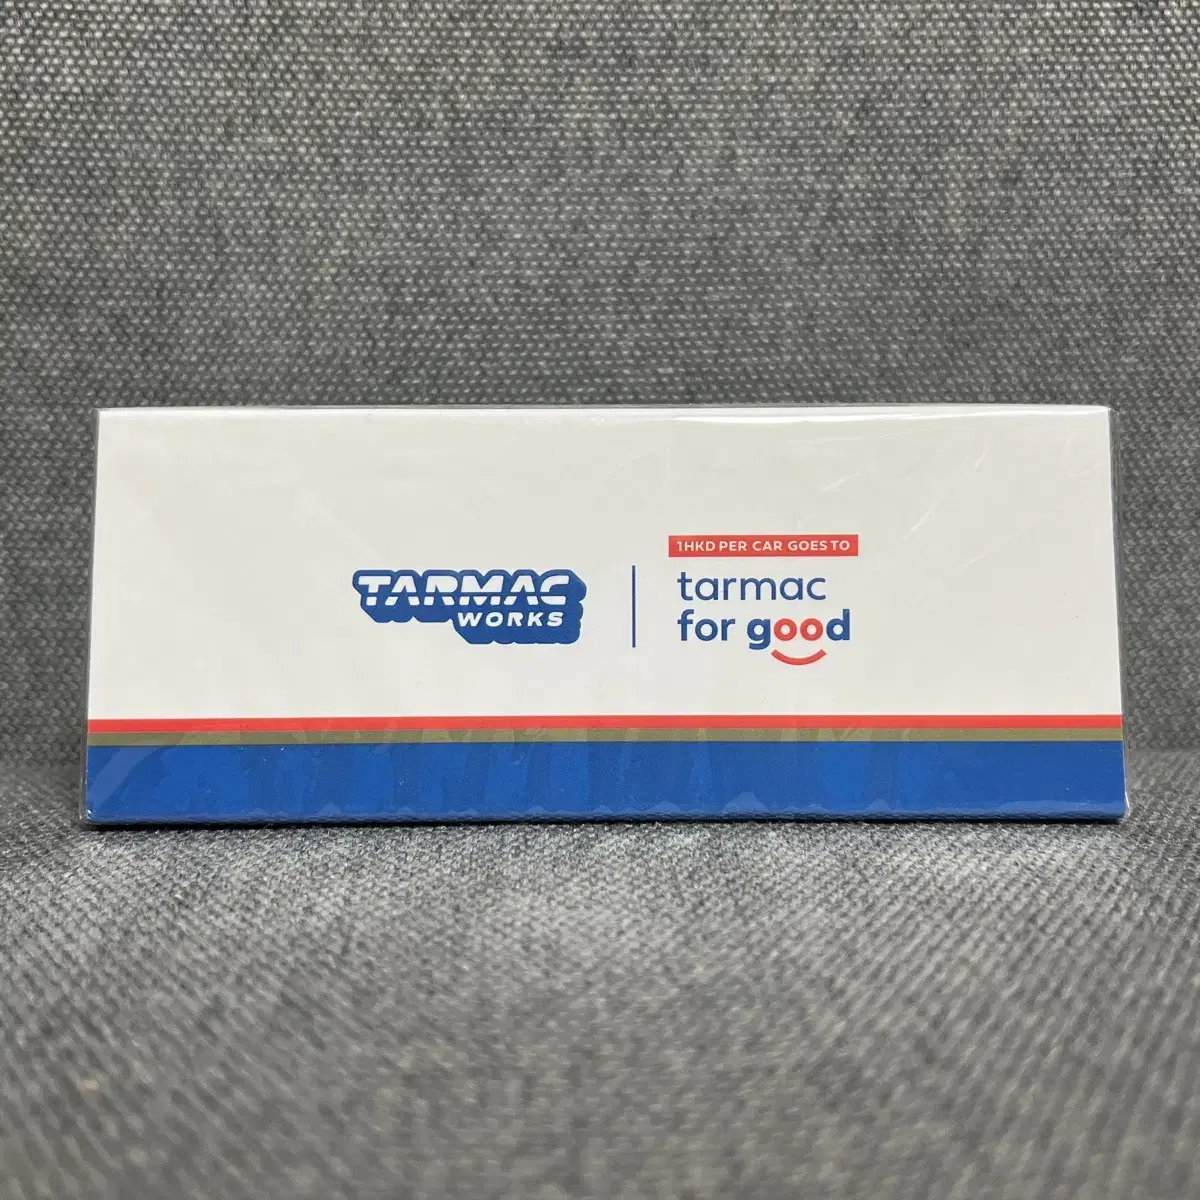 TARMAC
WORKS
1HKD PER CAR GOES TO
tarmac
for good